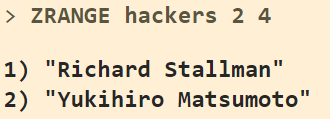 > ZRANGE hackers 2 4
1) "Richard Stallman"
2) "Yukihiro Matsumoto"